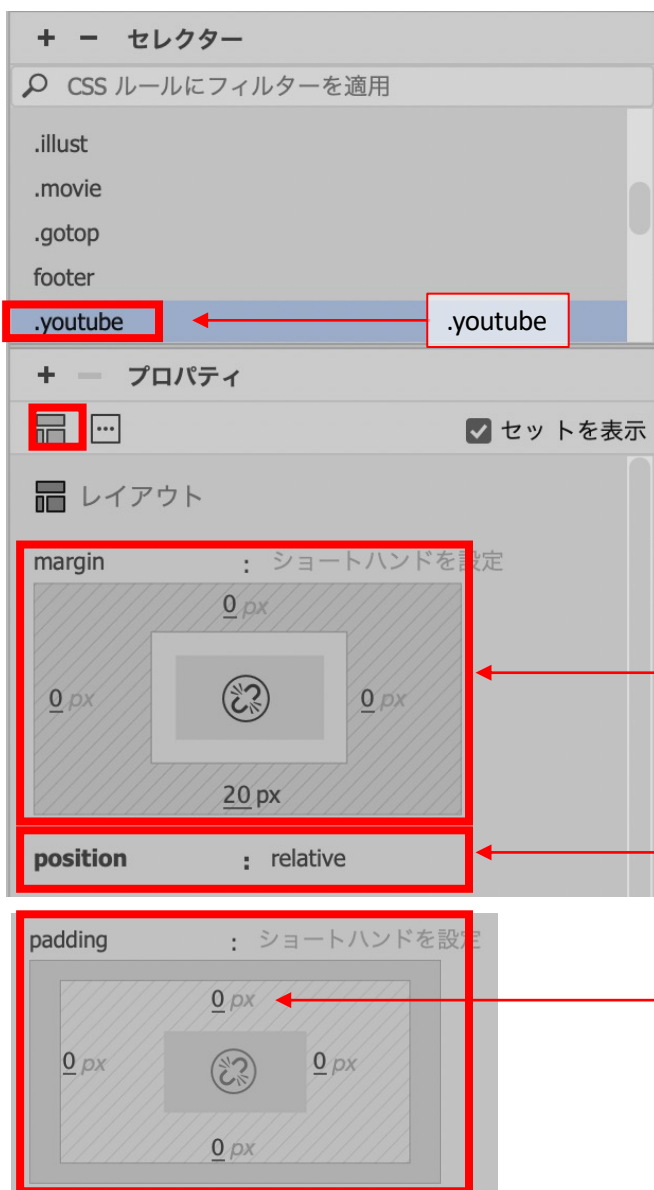 + − セレクター
CSS ルールにフィルターを適用
.illust
.movie
.gotop
footer
.youtube
.youtube
+ − プロパティ
セットを表示
レイアウト
margin : ショートハンドを設定
0 px
0 px 0 px
20 px
position : relative
padding : ショートハンドを設定
0 px
0 px 0 px
0 px